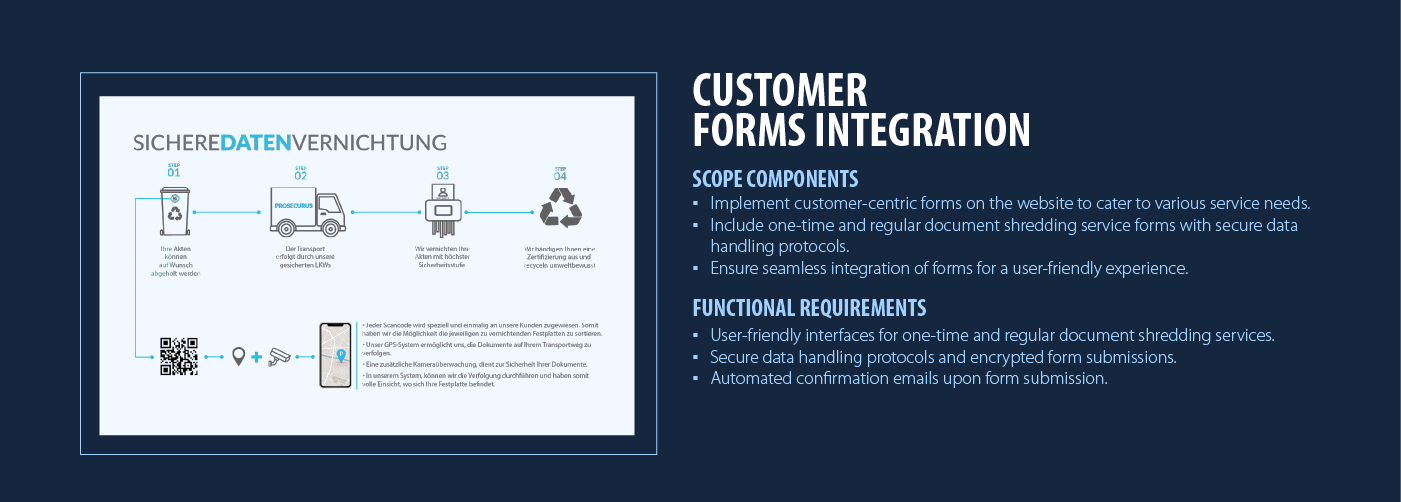 SICHEREDATENVERNICHTUNG
STEP
01
STEP
02
STEP
03
STEP
04
PROSECURUS
Ihre Akten
können
auf Wunsch
abgeholt werden
Der Transport
erfolgt durch unsere
gesicherten LKWs
Wir vernichten Ihre
Akten mit höchster
Sicherheitsstufe
Wir händigen Ihnen eine
Zertifizierung aus und
recyceln umweltbewusst
• Jeder Scancode wird speziell und einmalig an unsere Kunden zugewiesen. Somit
haben wir die Möglichkeit die jeweiligen zu vernichtenden Festplatten zu sortieren.
• Unser GPS-System ermöglicht uns, die Dokumente auf Ihrem Transportweg zu
verfolgen.
• Eine zusätzliche Kameraüberwachung, dient zur Sicherheit Ihrer Dokumente.
• In unserem System, können wir die Verfolgung durchführen und haben somit
volle Einsicht, wo sich Ihre Festplatte befindet.
P
CUSTOMER
FORMS INTEGRATION
SCOPE COMPONENTS
▪ Implement customer-centric forms on the website to cater to various service needs.
▪ Include one-time and regular document shredding service forms with secure data
handling protocols.
▪ Ensure seamless integration of forms for a user-friendly experience.
FUNCTIONAL REQUIREMENTS
▪ User-friendly interfaces for one-time and regular document shredding services.
▪ Secure data handling protocols and encrypted form submissions.
▪ Automated confirmation emails upon form submission.